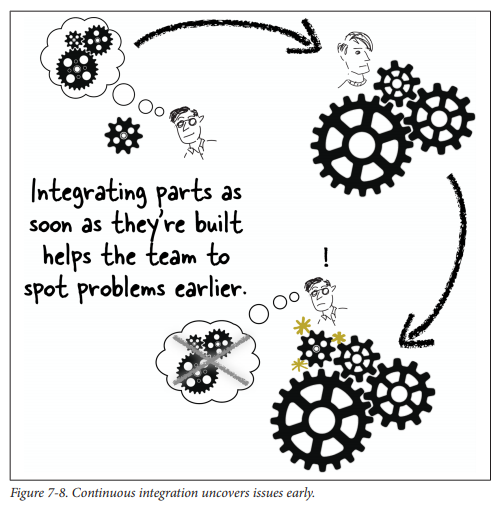 Integrating parts as
soon as they're built
helps the team to
spot problems earlier.
!
Figure 7-8. Continuous integration uncovers issues early.